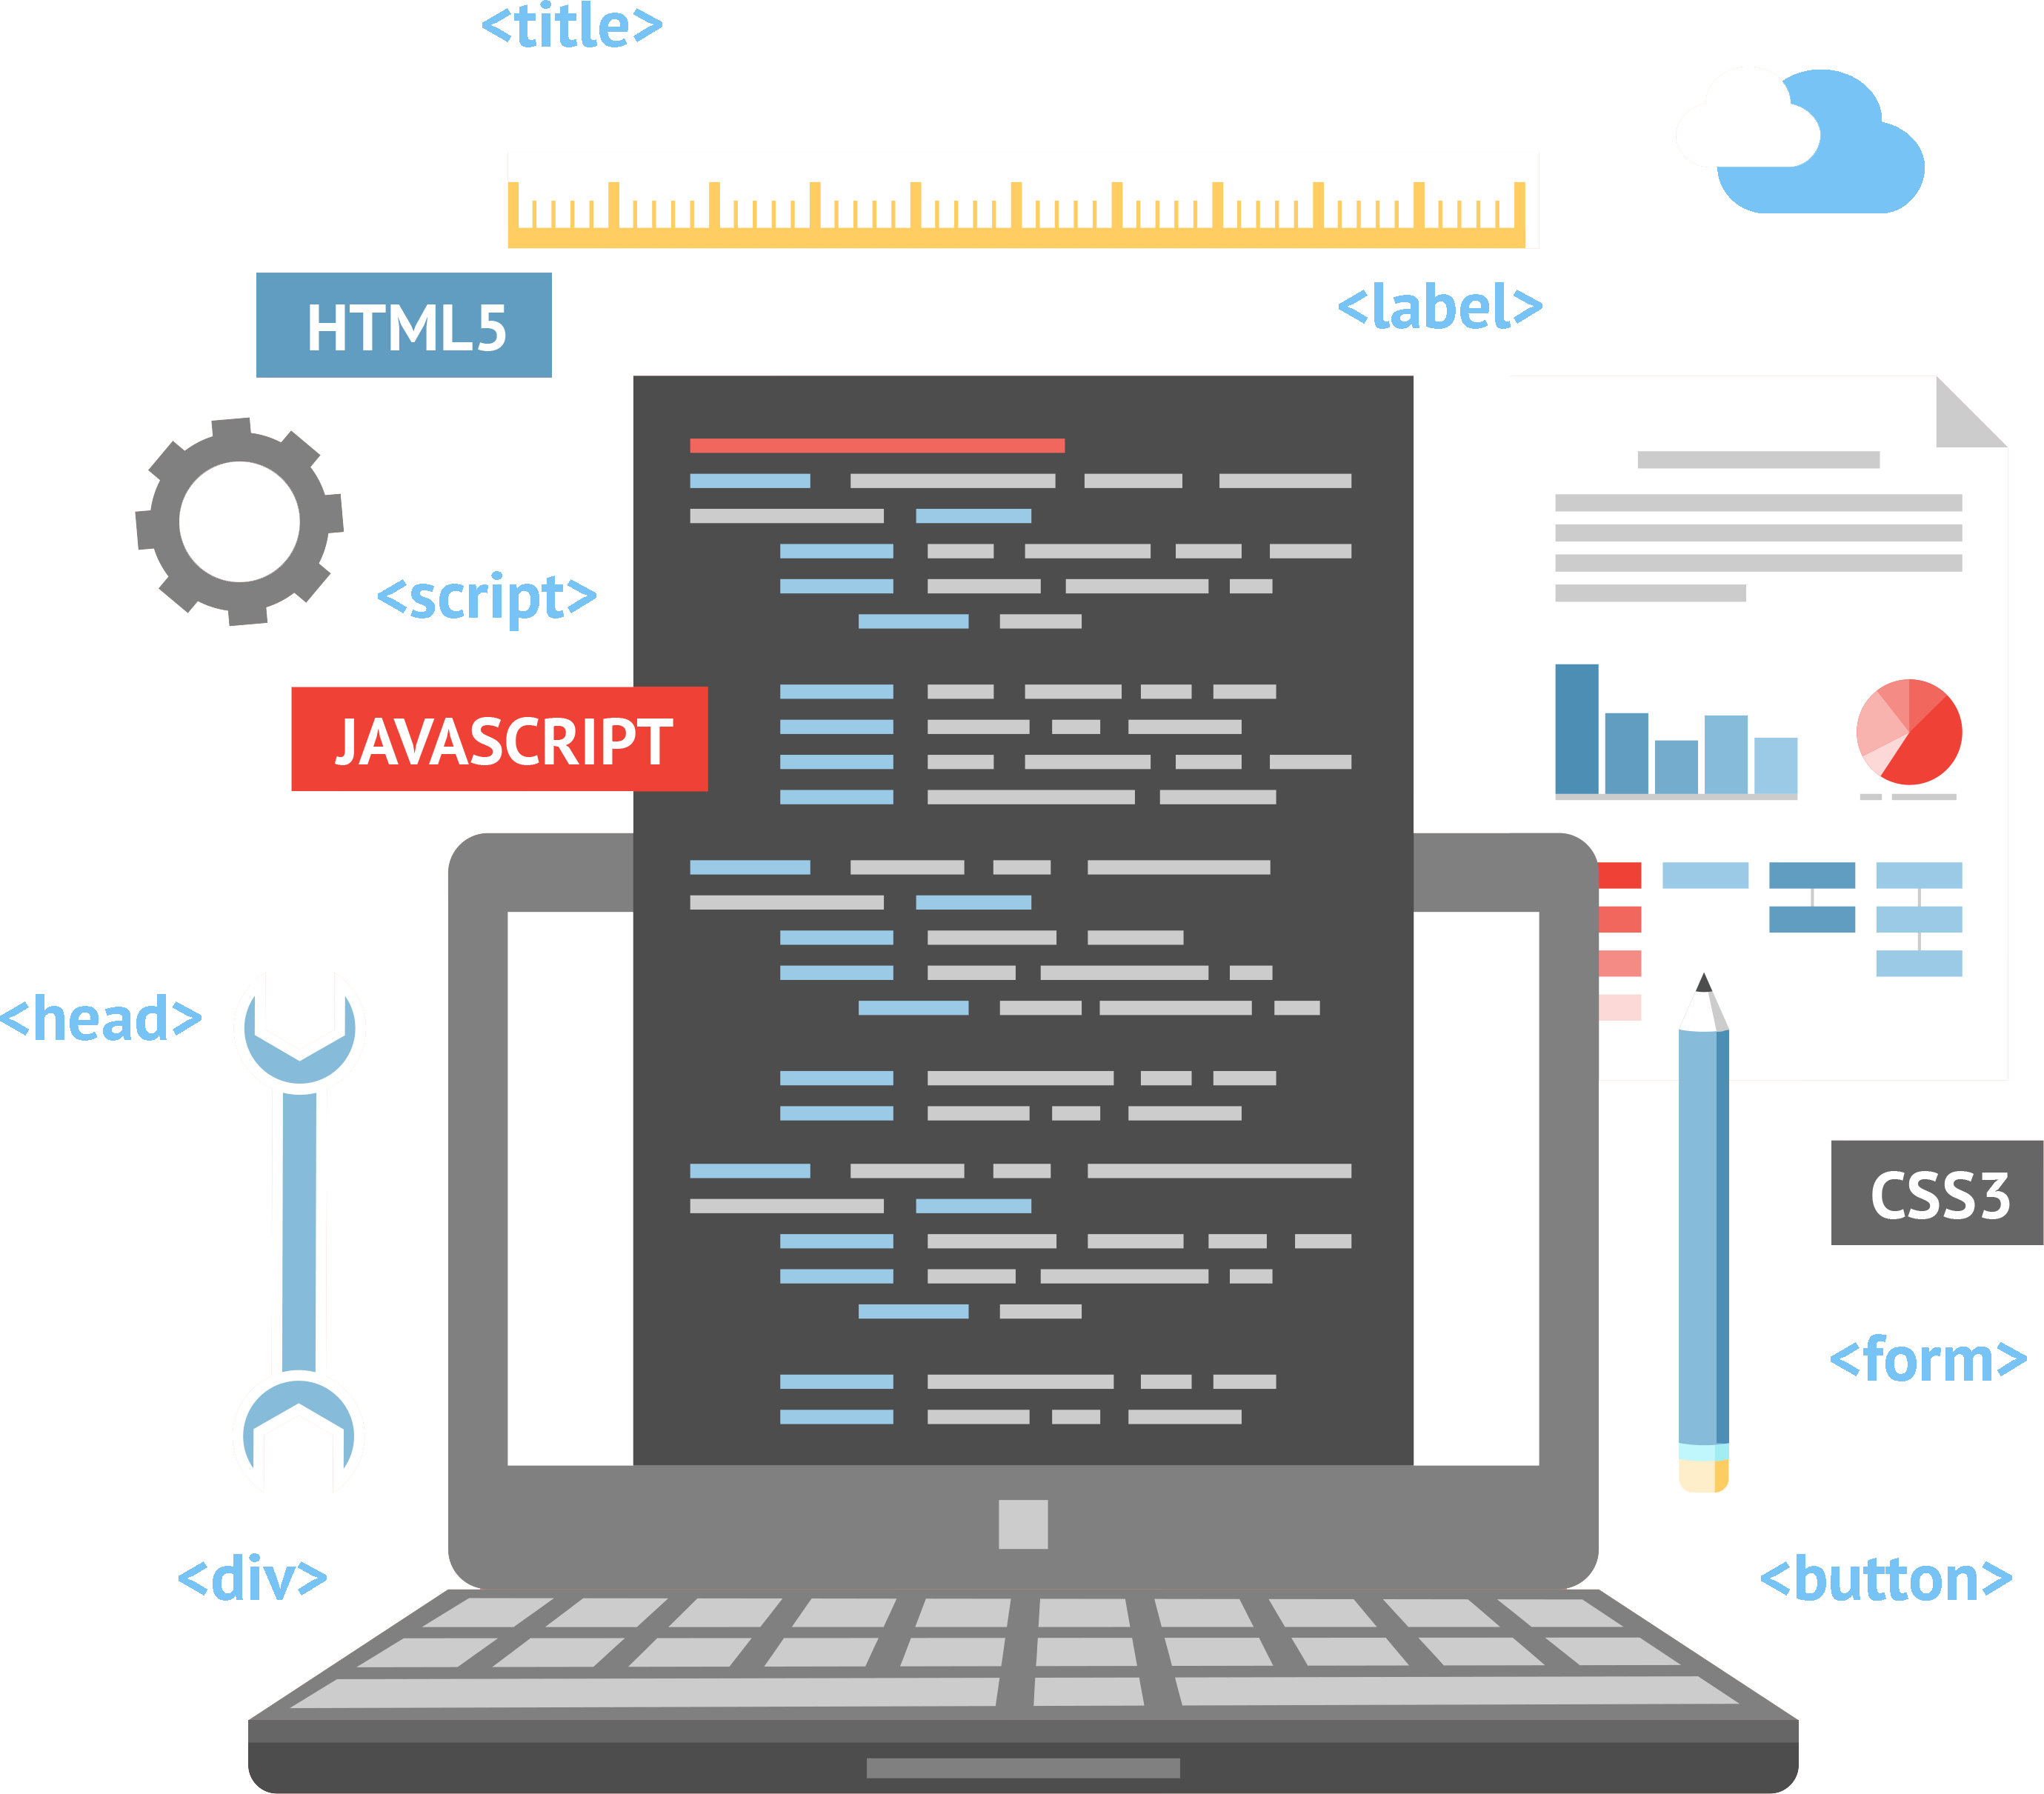 <title>
HTML5
<label>
<script>
JAVASCRIPT
<head>
CSS3
<form>
<div>
<button>